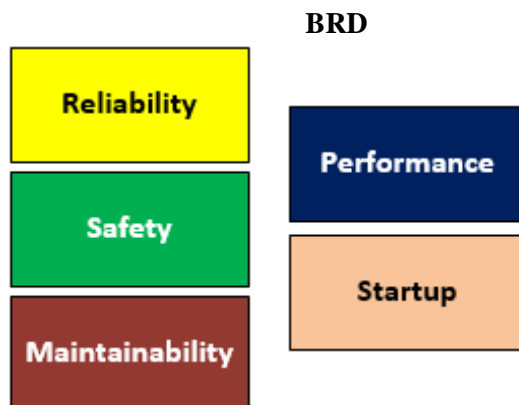 BRD
Reliability
Performance
Safety
Startup
Maintainability